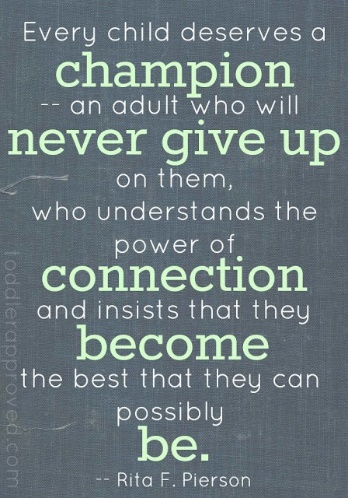 Every child deserves a
champion
-- an adult who will
never give up
on them,
who understands the
power of
connection
and insists that they
become
the best that they can
possibly
be.
-- Rita F. Pierson
toddlerapproved.com